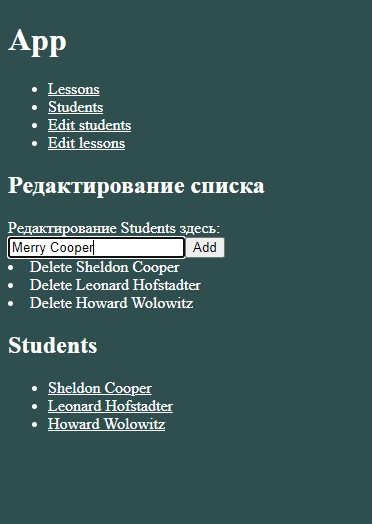 App
Lessons
Students
Edit students
Edit lessons
Редактирование списка
Редактирование Students здесь:
Merry Cooper Add
Delete Sheldon Cooper
Delete Leonard Hofstadter
Delete Howard Wolowitz
Students
Sheldon Cooper
Leonard Hofstadter
Howard Wolowitz